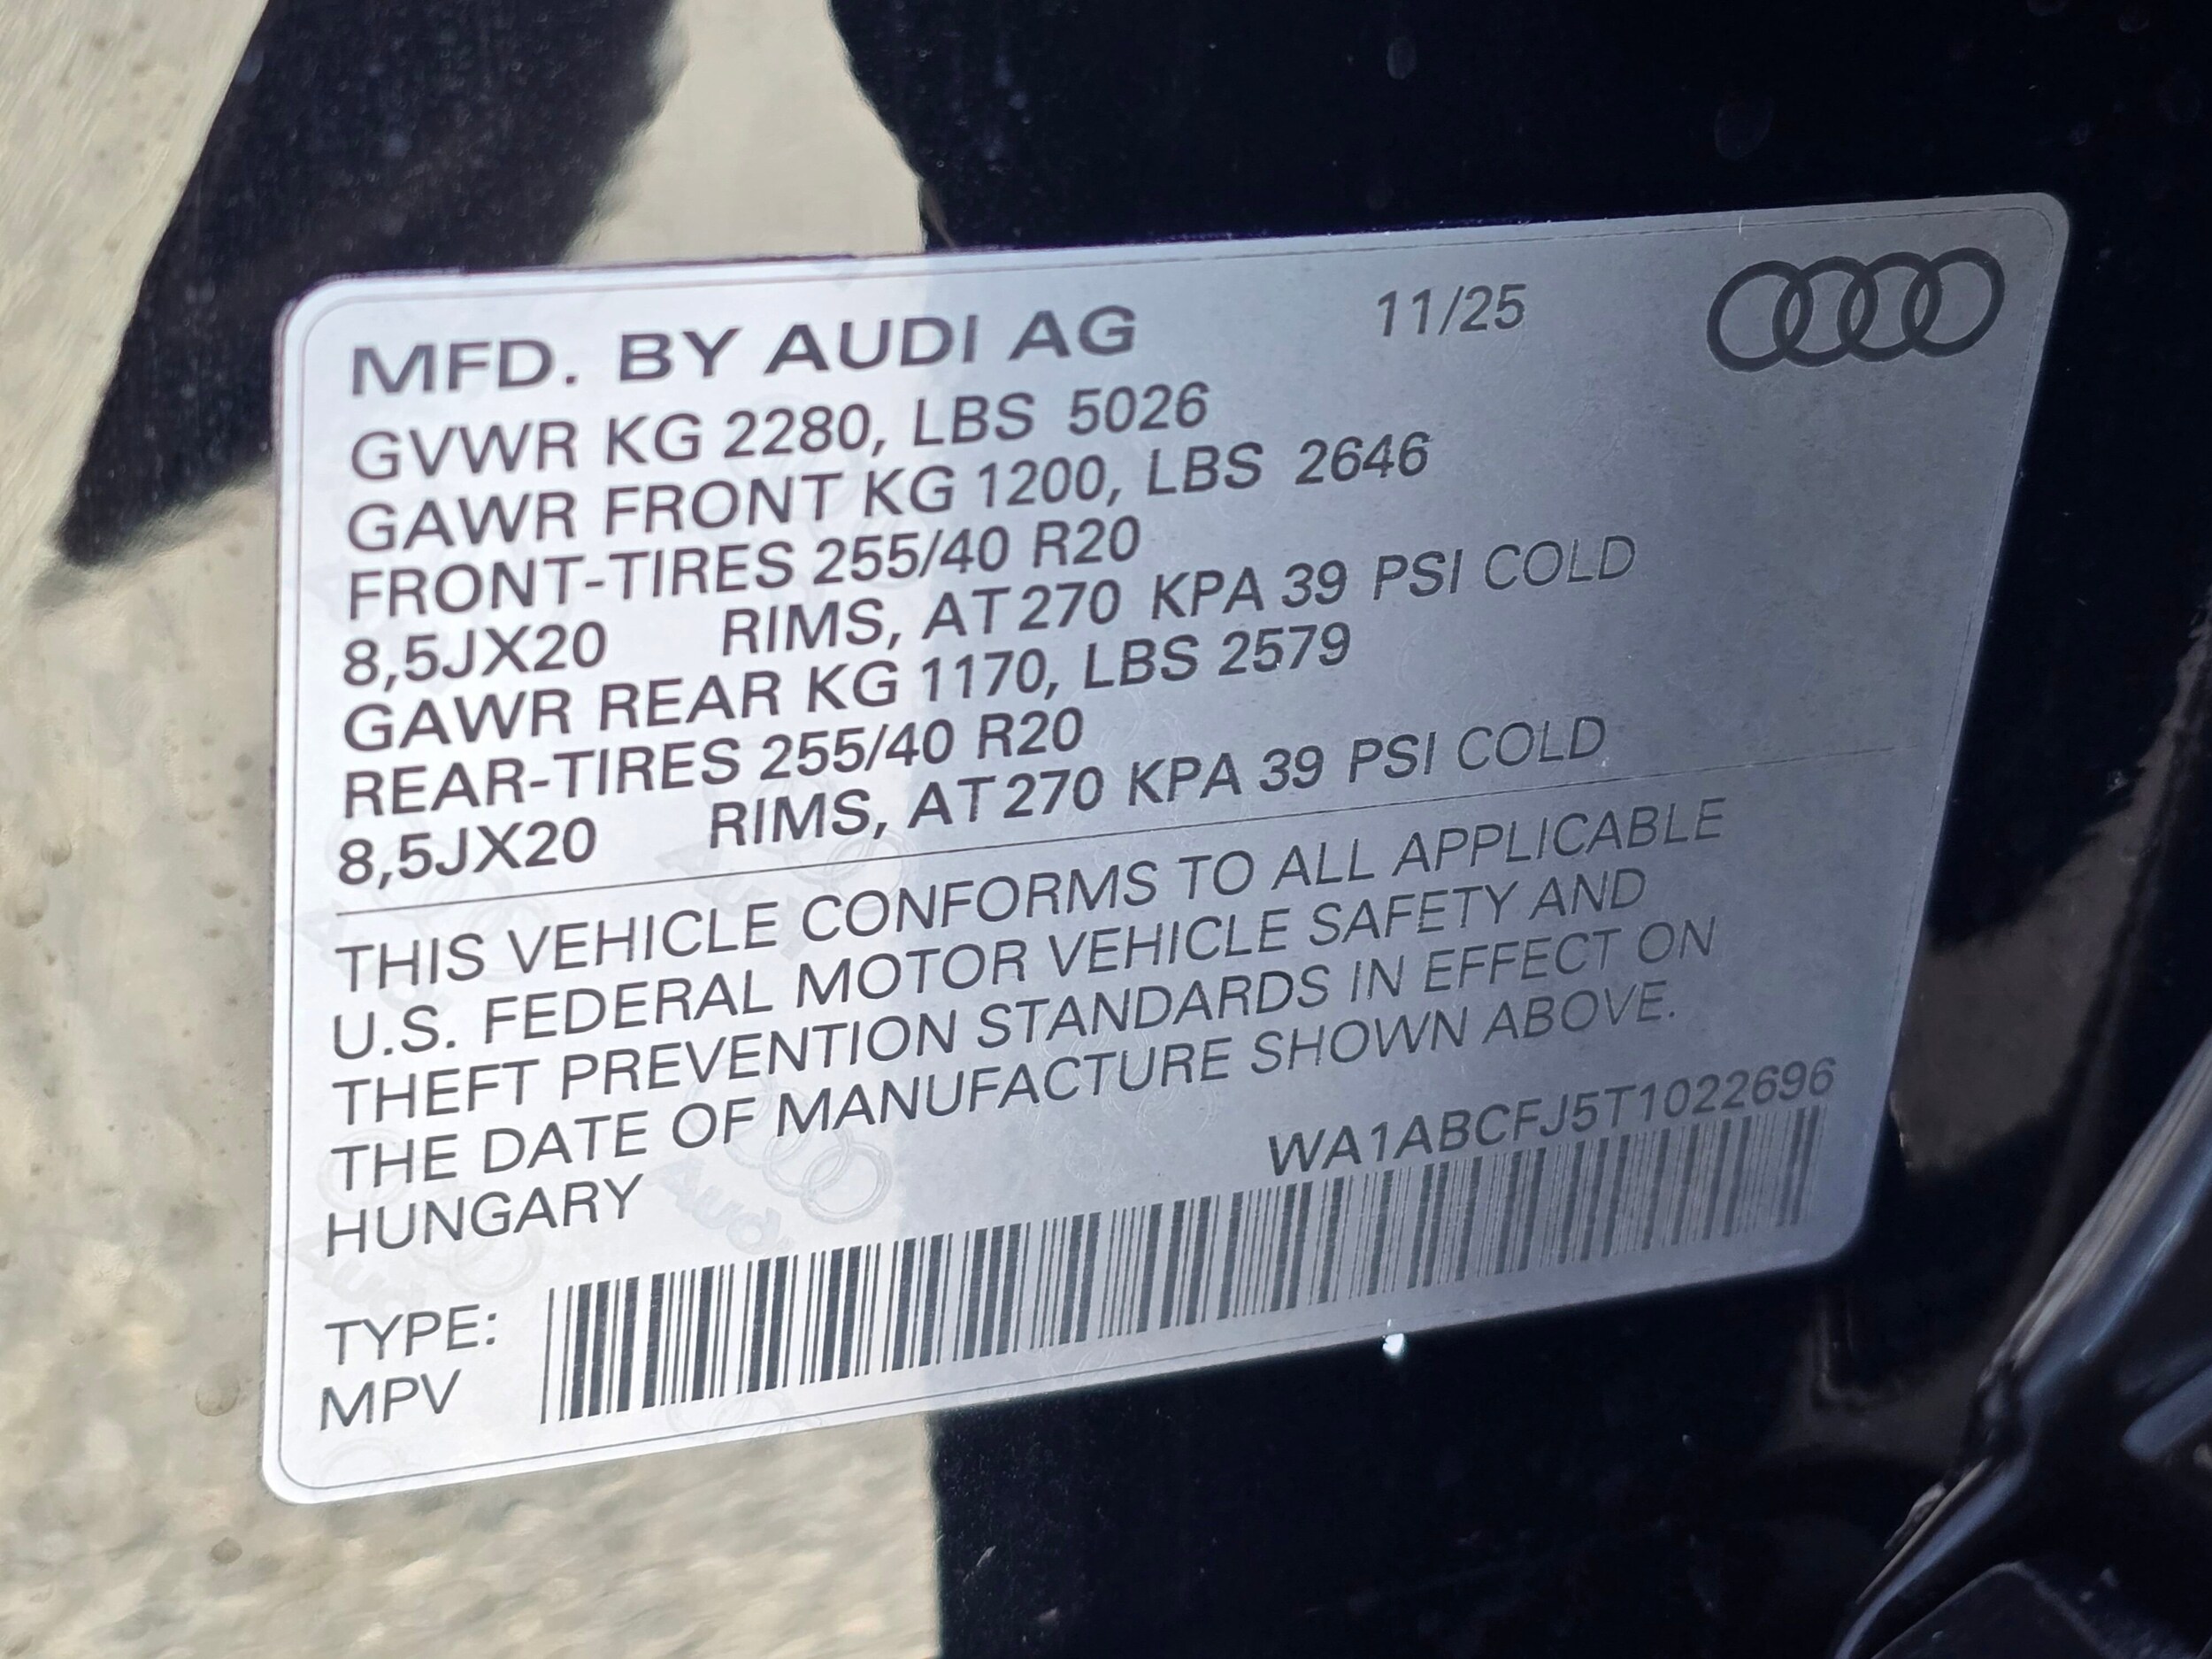 MFD. BY AUDI AG 11/25
GVWR KG 2280, LBS 5026
GAWR FRONT KG 1200, LBS 2646
FRONT-TIRES 255/40 R20
8,5JX20 RIMS, AT 270 KPA 39 PSI COLD
GAWR REAR KG 1170, LBS 2579
REAR-TIRES 255/40 R20
8,5JX20 RIMS, AT 270 KPA 39 PSI COLD
THIS VEHICLE CONFORMS TO ALL APPLICABLE
U.S. FEDERAL MOTOR VEHICLE SAFETY AND
THEFT PREVENTION STANDARDS IN EFFECT ON
THE DATE OF MANUFACTURE SHOWN ABOVE.
HUNGARY
WA1ABCFJ5T1022696
TYPE:
MPV